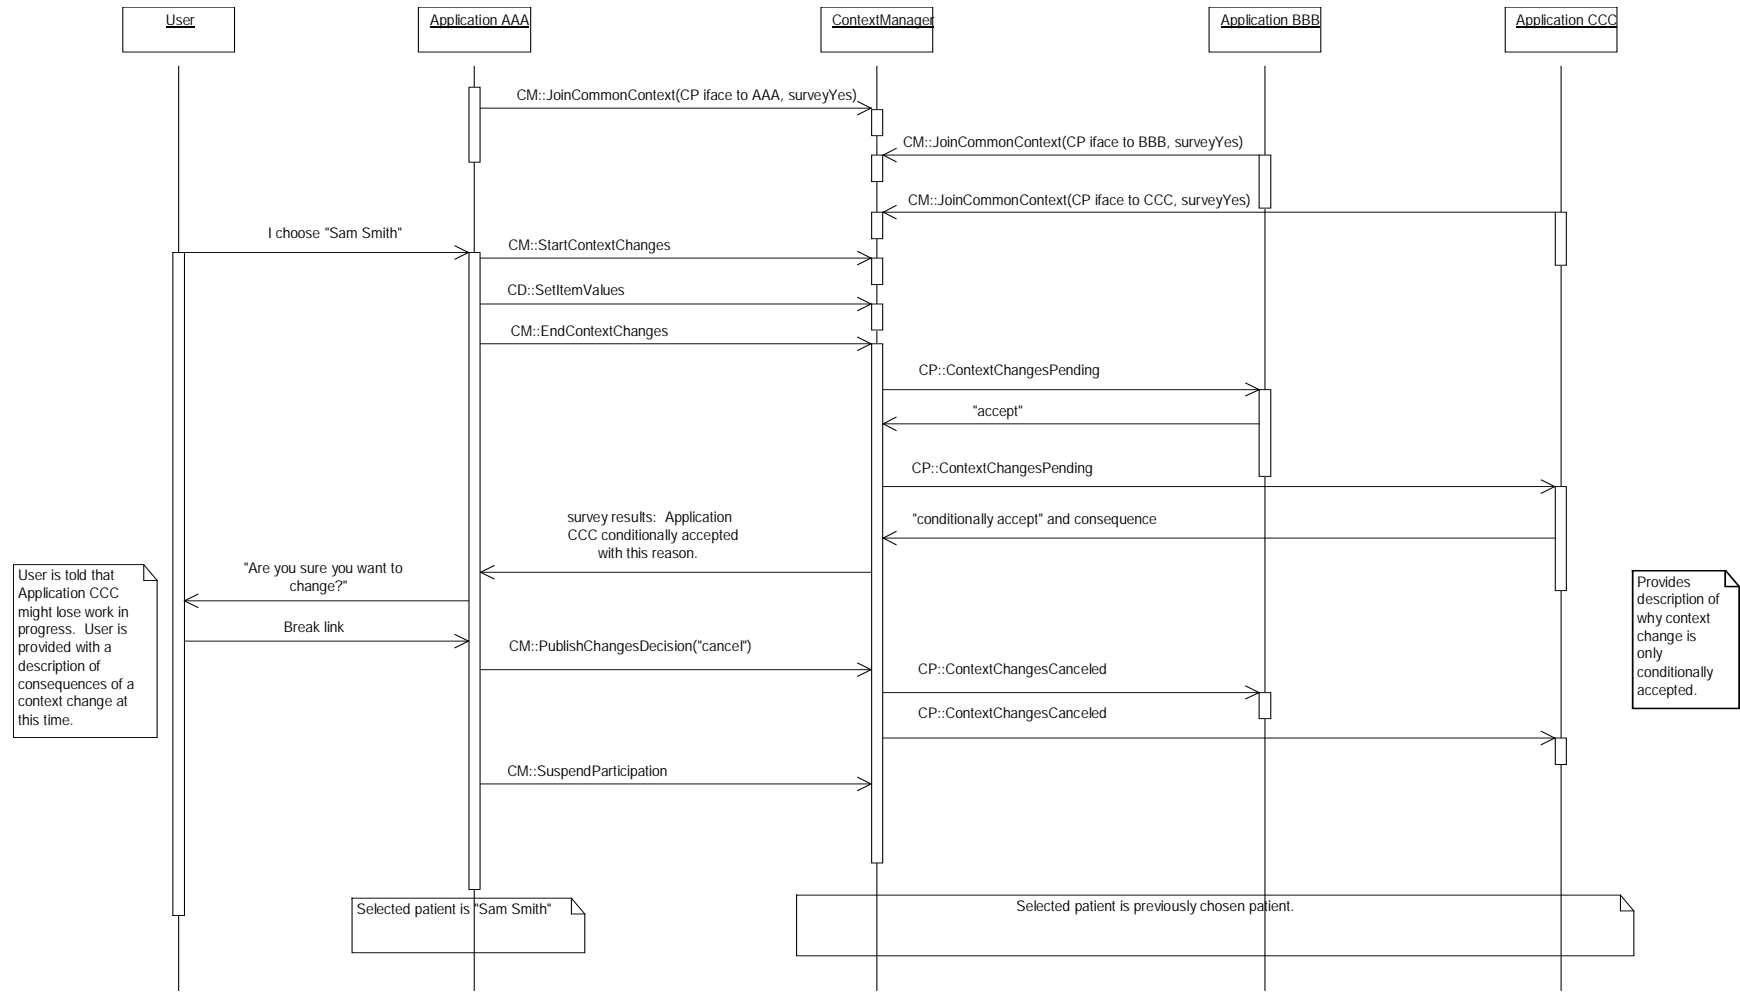 User
Application AAA
ContextManager
Application BBB
Application CCC
CM::JoinCommonContext(CP iface to AAA, surveyYes)
CM::JoinCommonContext(CP iface to BBB, surveyYes)
CM::JoinCommonContext(CP iface to CCC, surveyYes)
I choose "Sam Smith"
CM::StartContextChanges
CD::SetItemValues
CM::EndContextChanges
CP::ContextChangesPending
"accept"
CP::ContextChangesPending
"conditionally accept" and consequence
survey results:  Application
CCC conditionally accepted
with this reason.
"Are you sure you want to
change?"
User is told that
Application CCC
might lose work in
progress.  User is
provided with a
description of
consequences of a
context change at
this time.
Provides
description of
why context
change is
only
conditionally
accepted.
Break link
CM::PublishChangesDecision("cancel")
CP::ContextChangesCanceled
CP::ContextChangesCanceled
CM::SuspendParticipation
Selected patient is "Sam Smith"
Selected patient is previously chosen patient.